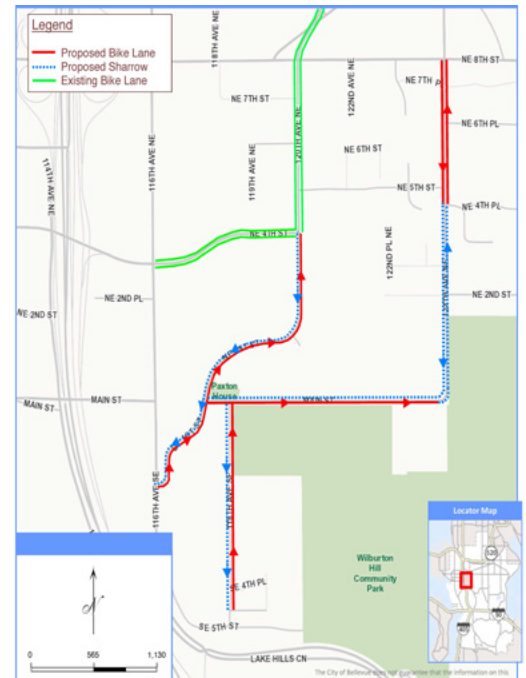 Legend
Proposed Bike Lane
Proposed Sharrow
Existing Bike Lane
118TH AVE NE
NE 8TH ST
NE 7TH P
NE 7TH ST
122ND AVE NE
120TH AVE NE
116TH AVE NE
114TH AVE NE
119TH AVE NE
NE 6TH PL
NE 6TH ST
NE 5TH ST
NE 4TH PL
NE 4TH ST
122ND PL NE
NE 2ND PL
NE 2ND ST
NE 2ND ST
MAIN ST
MAIN ST
MAIN ST
Paxton
House
116TH AVE SE
Wilburton
Hill
Community
Park
SE 4TH PL
SE 5TH ST
LAKE HILLS CN
Locator Map
520
405
90
N
0
565
1,130
The City of Bellevue does not guarantee that the information on this